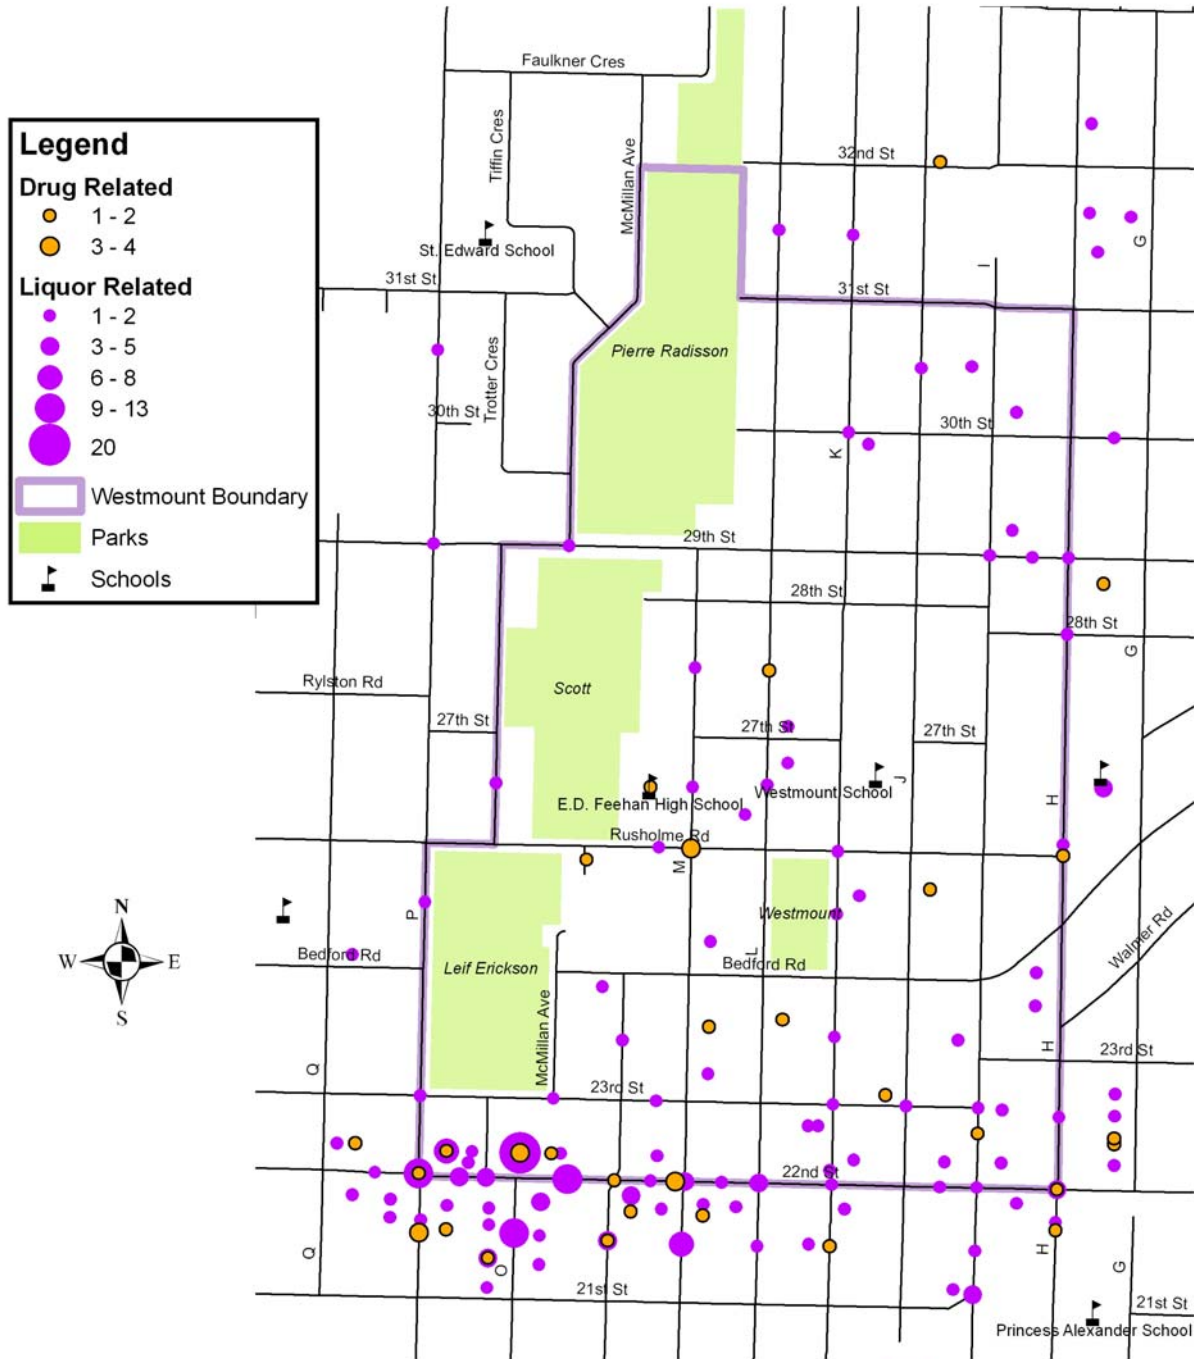 Legend
Drug Related
1 - 2
3 - 4
Liquor Related
1 - 2
3 - 5
6 - 8
9 - 13
20
Westmount Boundary
Parks
Schools
N
W
E
S
Faulkner Cres
Tiffin Cres
McMillan Ave
32nd St
St. Edward School
G
I
31st St
31st St
Pierre Radisson
Trotter Cres
30th St
30th St
K
29th St
28th St
28th St
G
Rylston Rd
Scott
27th St
27th St
27th St
J
E.D. Feehan High School
Westmount School
H
Rusholme Rd
M
P
Westmount
L
Walmer Rd
Bedford Rd
Leif Erickson
Bedford Rd
McMillan Ave
H
23rd St
Q
23rd St
22nd St
Q
O
H
G
21st St
21st St
Princess Alexander School